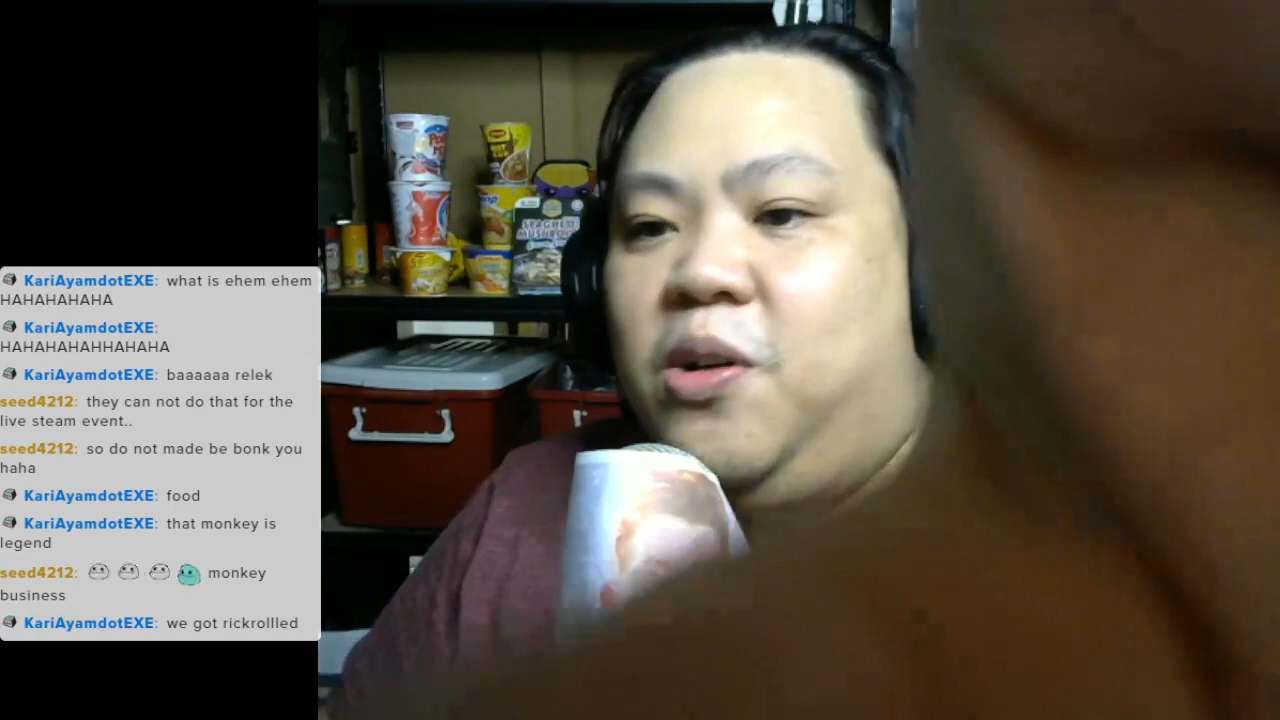 KariAyamdotEXE: what is ehem ehem
HAHAHAHAHA
KariAyamdotEXE:
HAHAHAHAHHAHAHA
KariAyamdotEXE: baaaaaa relek
seed4212: they can not do that for the
live steam event..
seed4212: so do not made be bonk you
haha
KariAyamdotEXE: food
KariAyamdotEXE: that monkey is
legend
seed4212: monkey
business
KariAyamdotEXE: we got rickrollled
SPAGHETTI
MUSHROOM